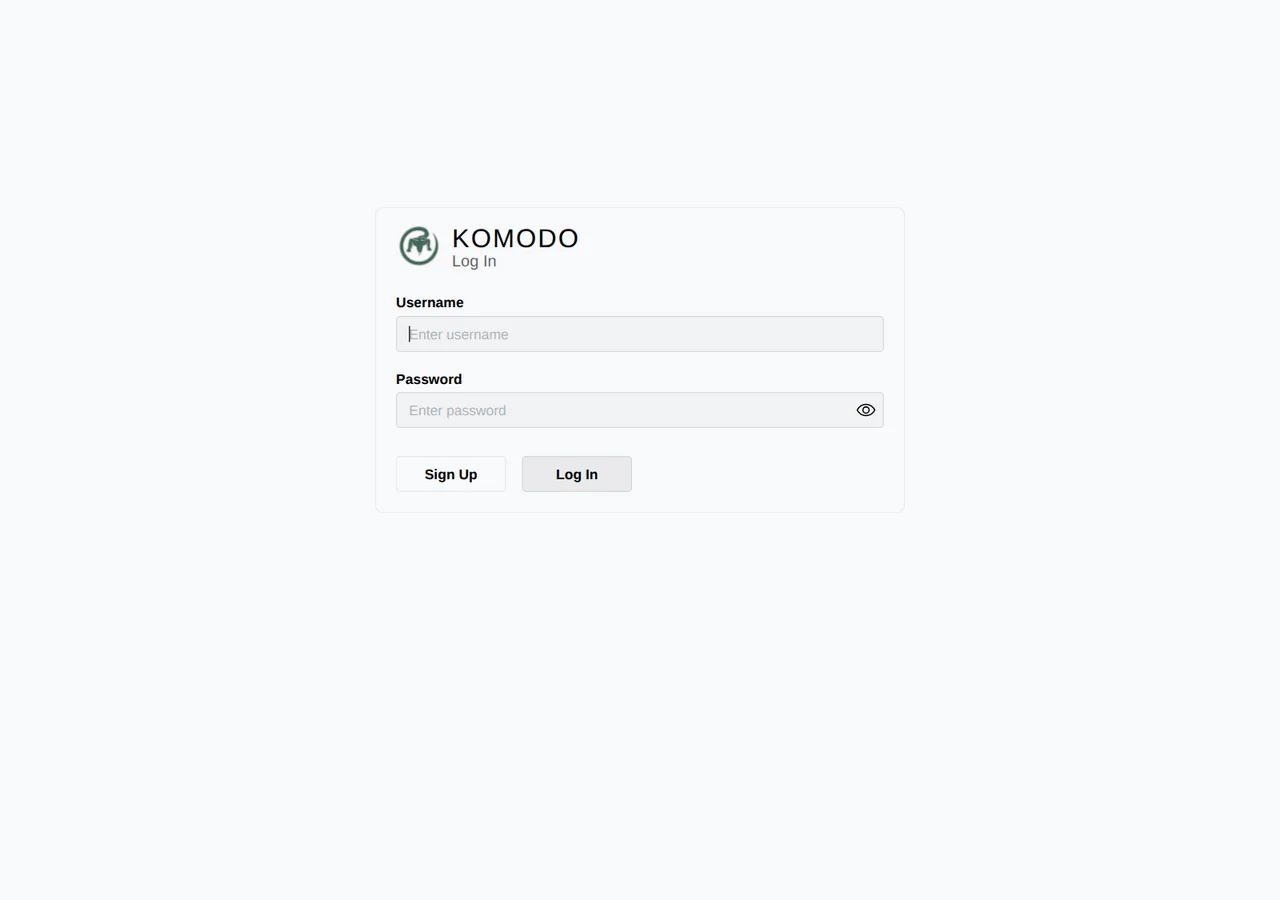 KOMODO
Log In
Username
Enter username
Password
Enter password
Sign Up
Log In